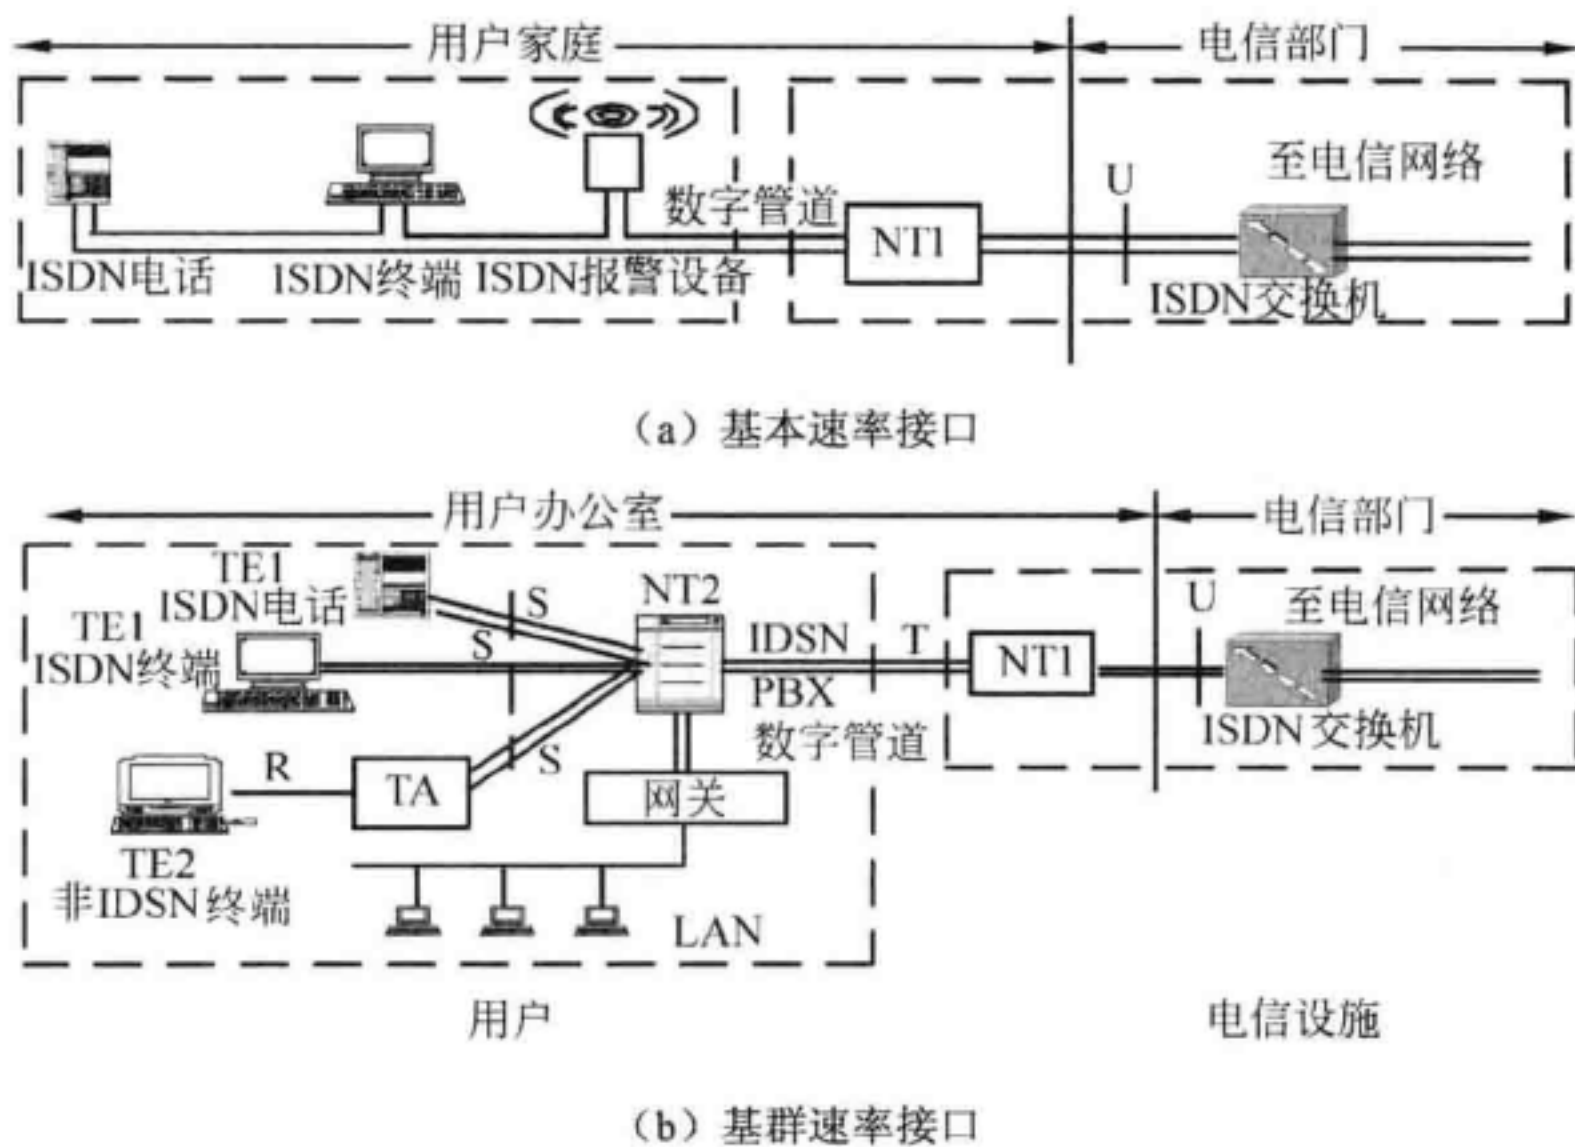 用户家庭
电信部门
数字管道
NT1
U
至电信网络
ISDN电话
ISDN终端
ISDN报警设备
ISDN交换机
(a) 基本速率接口
用户办公室
电信部门
TE1
ISDN电话
S
NT2
TE1
ISDN终端
S
IDSN
T
NT1
U
至电信网络
PBX
数字管道
ISDN交换机
R
TA
S
网关
TE2
非IDSN终端
LAN
用户
电信设施
(b) 基群速率接口